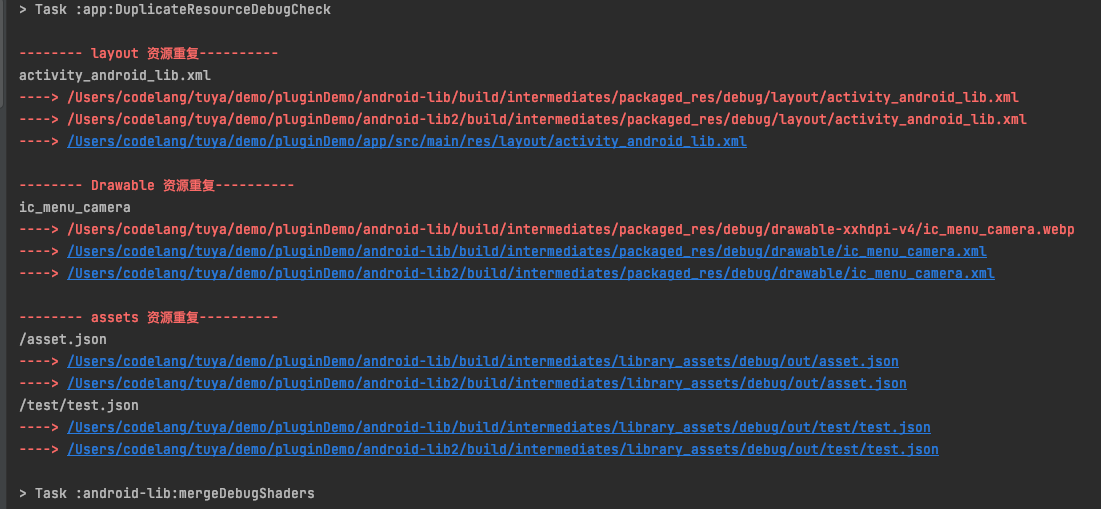 > Task :app:DuplicateResourceDebugCheck
-------- layout 资源重复----------
activity_android_lib.xml
----> /Users/codelang/tuya/demo/pluginDemo/android-lib/build/intermediates/packaged_res/debug/layout/activity_android_lib.xml
----> /Users/codelang/tuya/demo/pluginDemo/android-lib2/build/intermediates/packaged_res/debug/layout/activity_android_lib.xml
----> /Users/codelang/tuya/demo/pluginDemo/app/src/main/res/layout/activity_android_lib.xml
-------- Drawable 资源重复----------
ic_menu_camera
----> /Users/codelang/tuya/demo/pluginDemo/android-lib/build/intermediates/packaged_res/debug/drawable-xxhdpi-v4/ic_menu_camera.webp
----> /Users/codelang/tuya/demo/pluginDemo/android-lib/build/intermediates/packaged_res/debug/drawable/ic_menu_camera.xml
----> /Users/codelang/tuya/demo/pluginDemo/android-lib2/build/intermediates/packaged_res/debug/drawable/ic_menu_camera.xml
-------- assets 资源重复----------
/asset.json
----> /Users/codelang/tuya/demo/pluginDemo/android-lib/build/intermediates/library_assets/debug/out/asset.json
----> /Users/codelang/tuya/demo/pluginDemo/android-lib2/build/intermediates/library_assets/debug/out/asset.json
/test/test.json
----> /Users/codelang/tuya/demo/pluginDemo/android-lib/build/intermediates/library_assets/debug/out/test/test.json
----> /Users/codelang/tuya/demo/pluginDemo/android-lib2/build/intermediates/library_assets/debug/out/test/test.json
> Task :android-lib:mergeDebugShaders